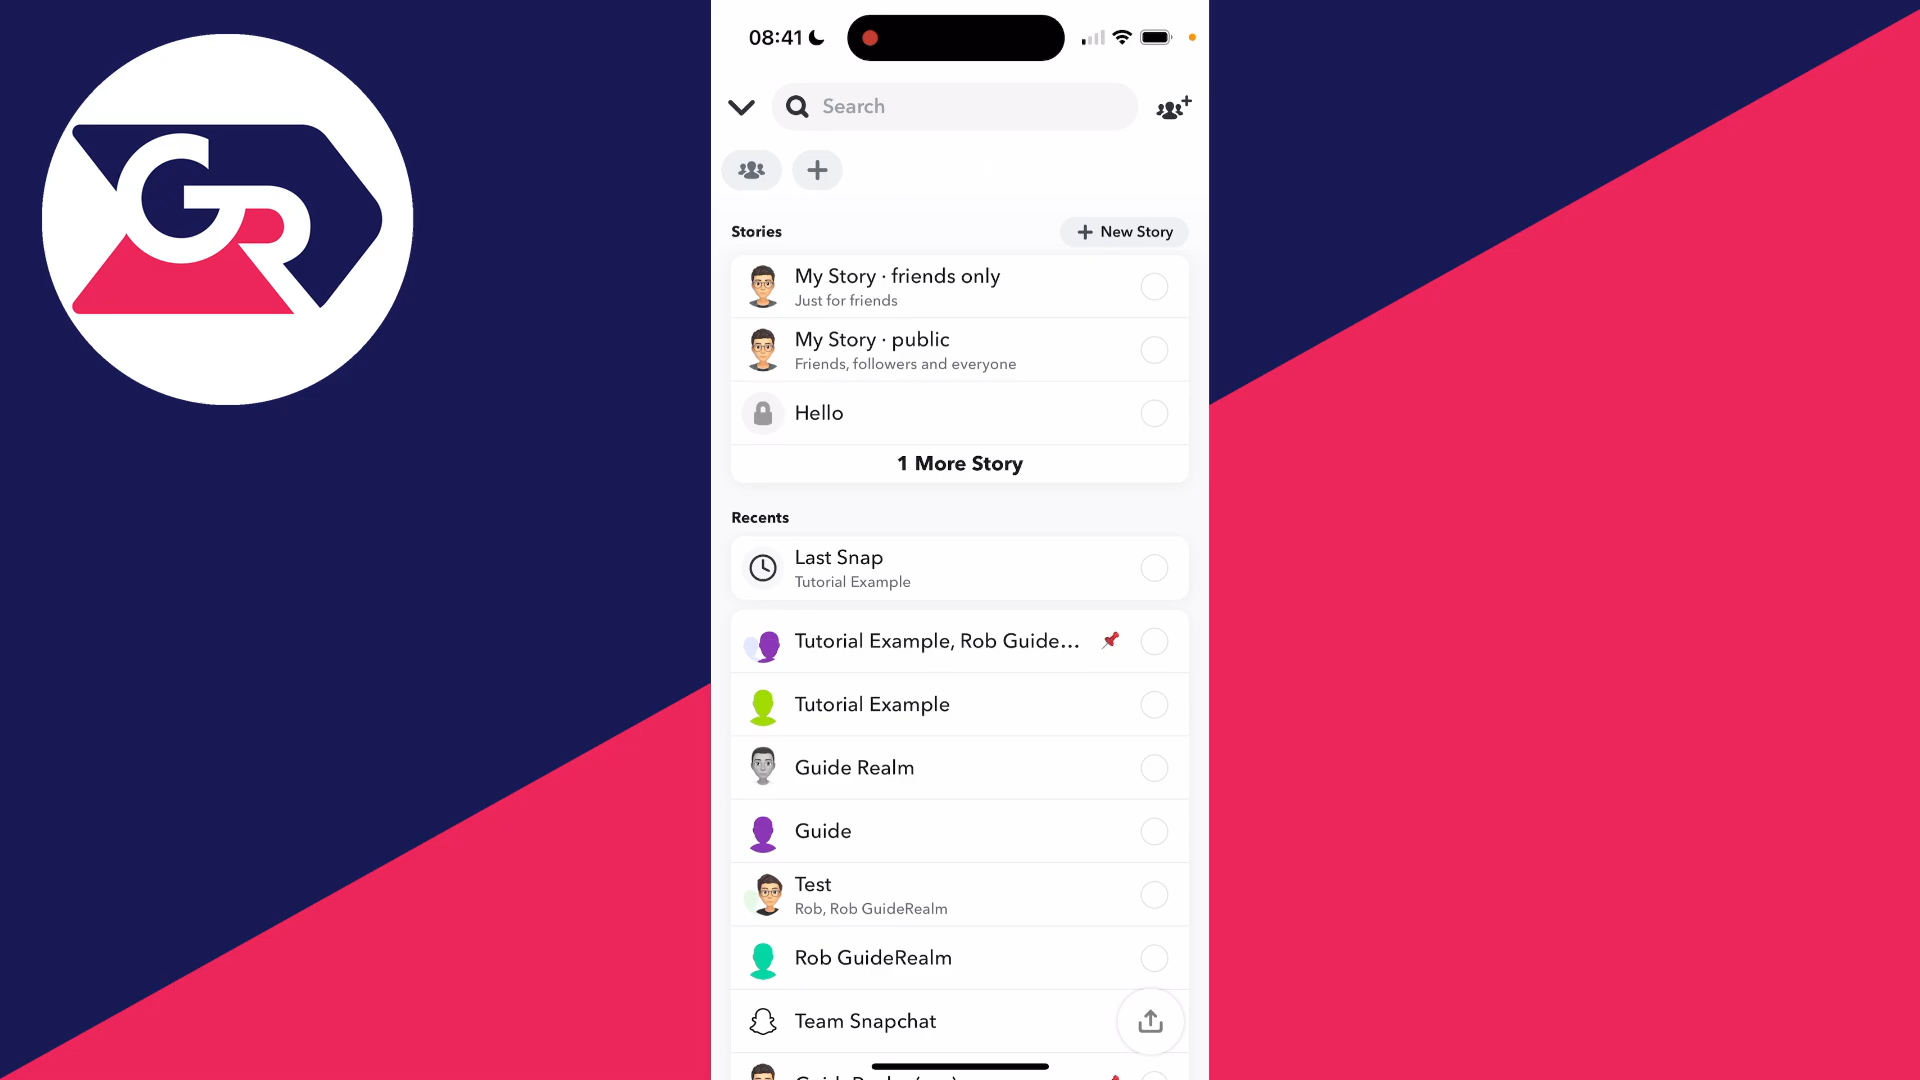 GR
08:41
Search
Stories
New Story
My Story · friends only
Just for friends
My Story · public
Friends, followers and everyone
Hello
1 More Story
Recents
Last Snap
Tutorial Example
Tutorial Example, Rob Guide...
Tutorial Example
Guide Realm
Guide
Test
Rob, Rob GuideRealm
Rob GuideRealm
Team Snapchat